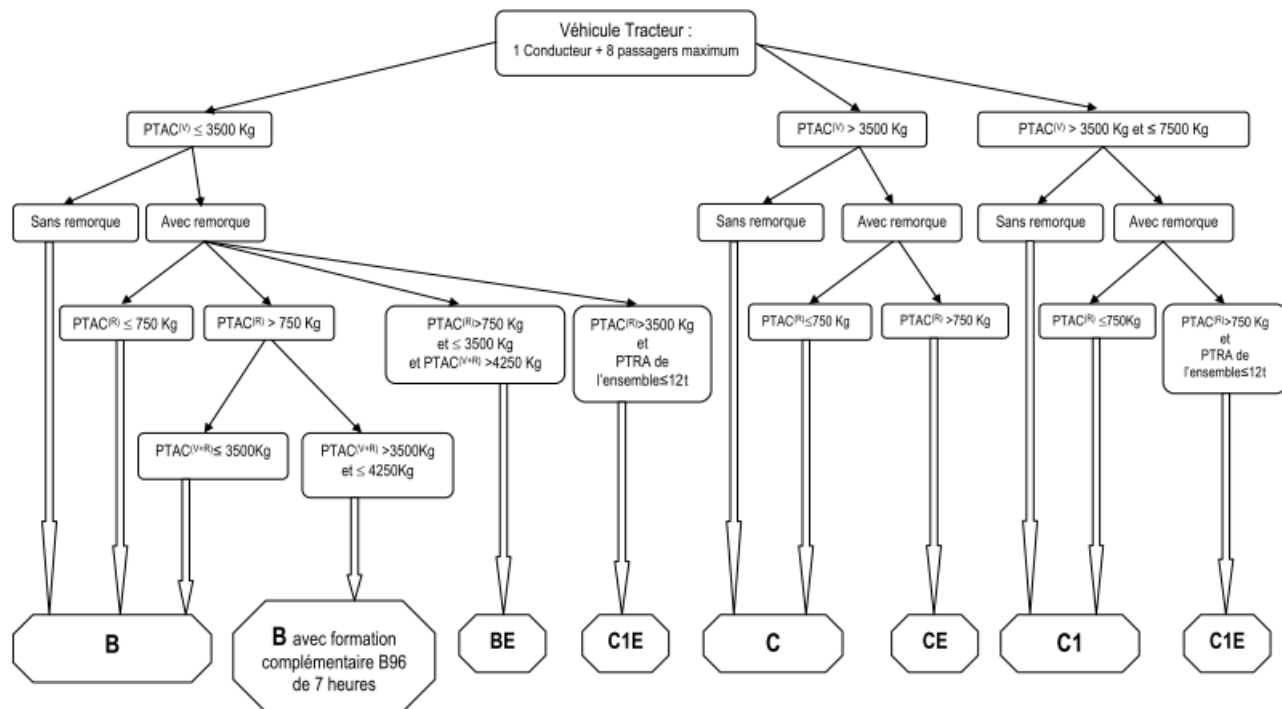 Véhicule Tracteur :
1 Conducteur + 8 passagers maximum
PTAC(V) ≤ 3500 Kg
PTAC(V) > 3500 Kg
PTAC(V) > 3500 Kg et ≤ 7500 Kg
Sans remorque
Avec remorque
Sans remorque
Avec remorque
Sans remorque
Avec remorque
PTAC(R) ≤ 750 Kg
PTAC(R) > 750 Kg
PTAC(R)>750 Kg
et ≤ 3500 Kg
et PTAC(V+R) >4250 Kg
PTAC(R)>3500 Kg
et
PTRA de
l'ensemble≤12t
PTAC(R)≤750 Kg
PTAC(R) >750 Kg
PTAC(R) ≤750Kg
PTAC(R)>750 Kg
et
PTRA de
l'ensemble≤12t
PTAC(V+R)≤ 3500Kg
PTAC(V+R) >3500Kg
et ≤ 4250Kg
B
B avec formation
complémentaire B96
de 7 heures
BE
C1E
C
CE
C1
C1E